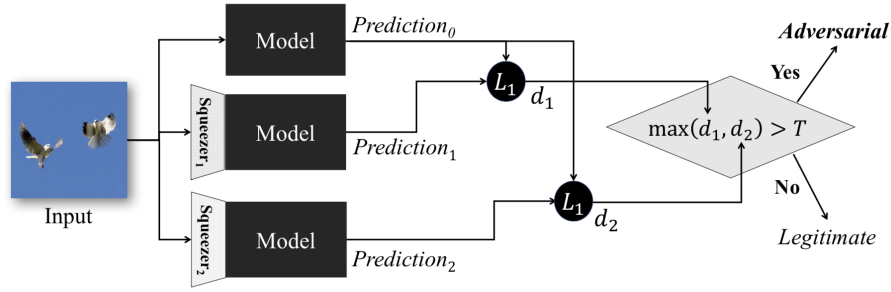 Model
Prediction₀
Adversarial
Yes
L₁
d₁
Squeezer₁
Model
Prediction₁
max(d₁, d₂) > T
Input
No
L₁
d₂
Squeezer₂
Model
Prediction₂
Legitimate